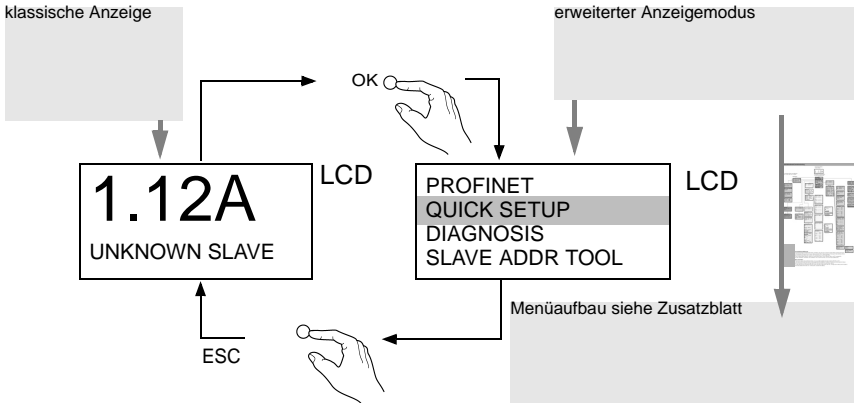 klassische Anzeige
erweiterter Anzeigemodus
OK
1.12A
UNKNOWN SLAVE
LCD
PROFINET
QUICK SETUP
DIAGNOSIS
SLAVE ADDR TOOL
LCD
ESC
Menüaufbau siehe Zusatzblatt